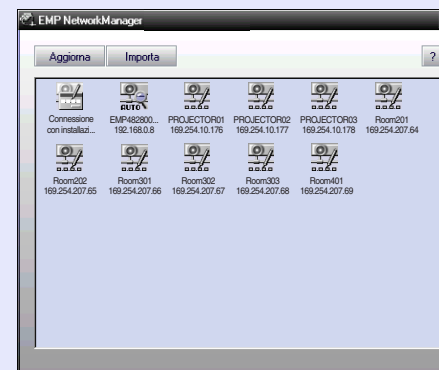 EMP NetworkManager
Aggiorna Importa ?
Connessione con installazi...
EMP482800... 192.168.0.8
AUTO
PROJECTOR01 169.254.10.176
PROJECTOR02 169.254.10.177
PROJECTOR03 169.254.10.178
Room201 169.254.207.64
Room202 169.254.207.65
Room301 169.254.207.66
Room302 169.254.207.67
Room303 169.254.207.68
Room401 169.254.207.69